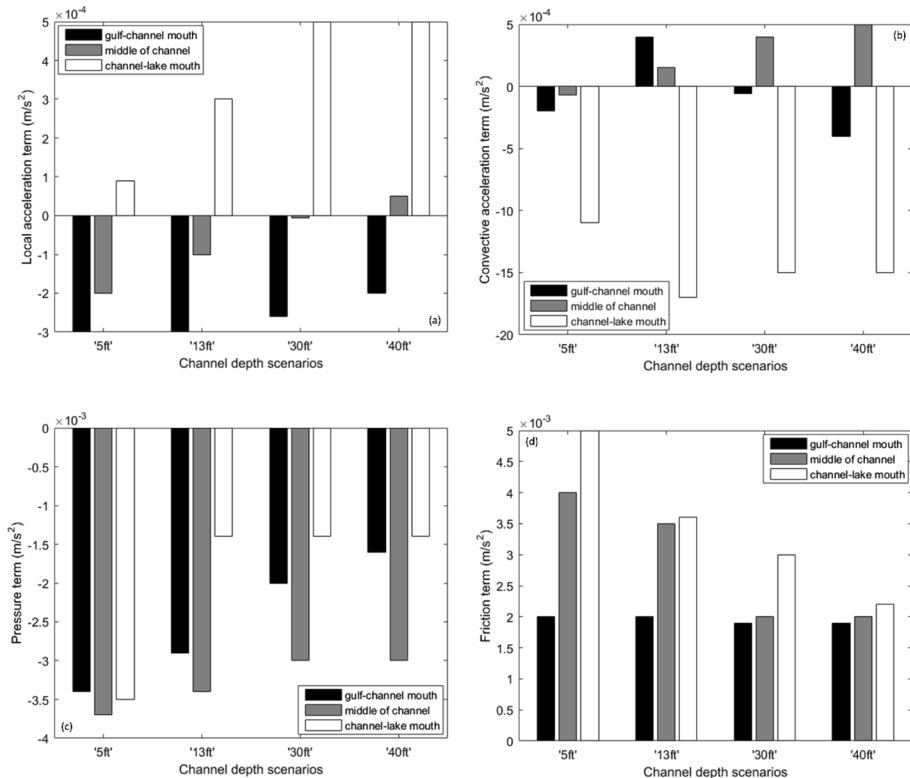 ×10⁻⁴
5
4
3
2
1
0
-1
-2
-3
Local acceleration term (m/s²)
gulf-channel mouth
middle of channel
channel-lake mouth
(a)
'5ft' '13ft' '30ft' '40ft'
Channel depth scenarios
×10⁻⁴
5
0
-5
-10
-15
-20
Convective acceleration term (m/s²)
(b)
gulf-channel mouth
middle of channel
channel-lake mouth
'5ft' '13ft' '30ft' '40ft'
Channel depth scenarios
×10⁻³
0
-0.5
-1
-1.5
-2
-2.5
-3
-3.5
-4
Pressure term (m/s²)
gulf-channel mouth
middle of channel
channel-lake mouth
(c)
'5ft' '13ft' '30ft' '40ft'
Channel depth scenarios
×10⁻³
5
4.5
4
3.5
3
2.5
2
1.5
1
0.5
0
Friction term (m/s²)
(d)
gulf-channel mouth
middle of channel
channel-lake mouth
'5ft' '13ft' '30ft' '40ft'
Channel depth scenarios